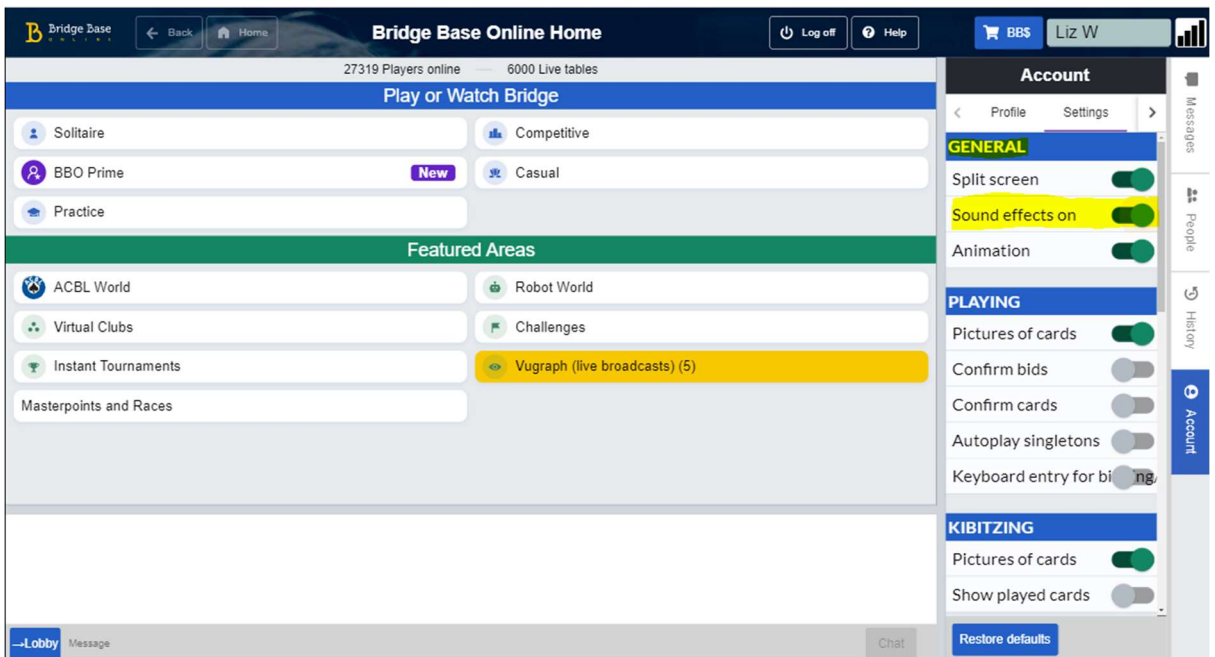 Bridge Base
ONLINE
Back
Home
Bridge Base Online Home
Log off
Help
BB$
Liz W
27319 Players online — 6000 Live tables
Play or Watch Bridge
Solitaire
Competitive
BBO Prime
New
Casual
Practice
Featured Areas
ACBL World
Robot World
Virtual Clubs
Challenges
Instant Tournaments
Vugraph (live broadcasts) (5)
Masterpoints and Races
→Lobby
Message
Chat
Account
Profile
Settings
GENERAL
Split screen
Sound effects on
Animation
PLAYING
Pictures of cards
Confirm bids
Confirm cards
Autoplay singletons
Keyboard entry for bi ng/
KIBITZING
Pictures of cards
Show played cards
Restore defaults
Messages
People
History
Account